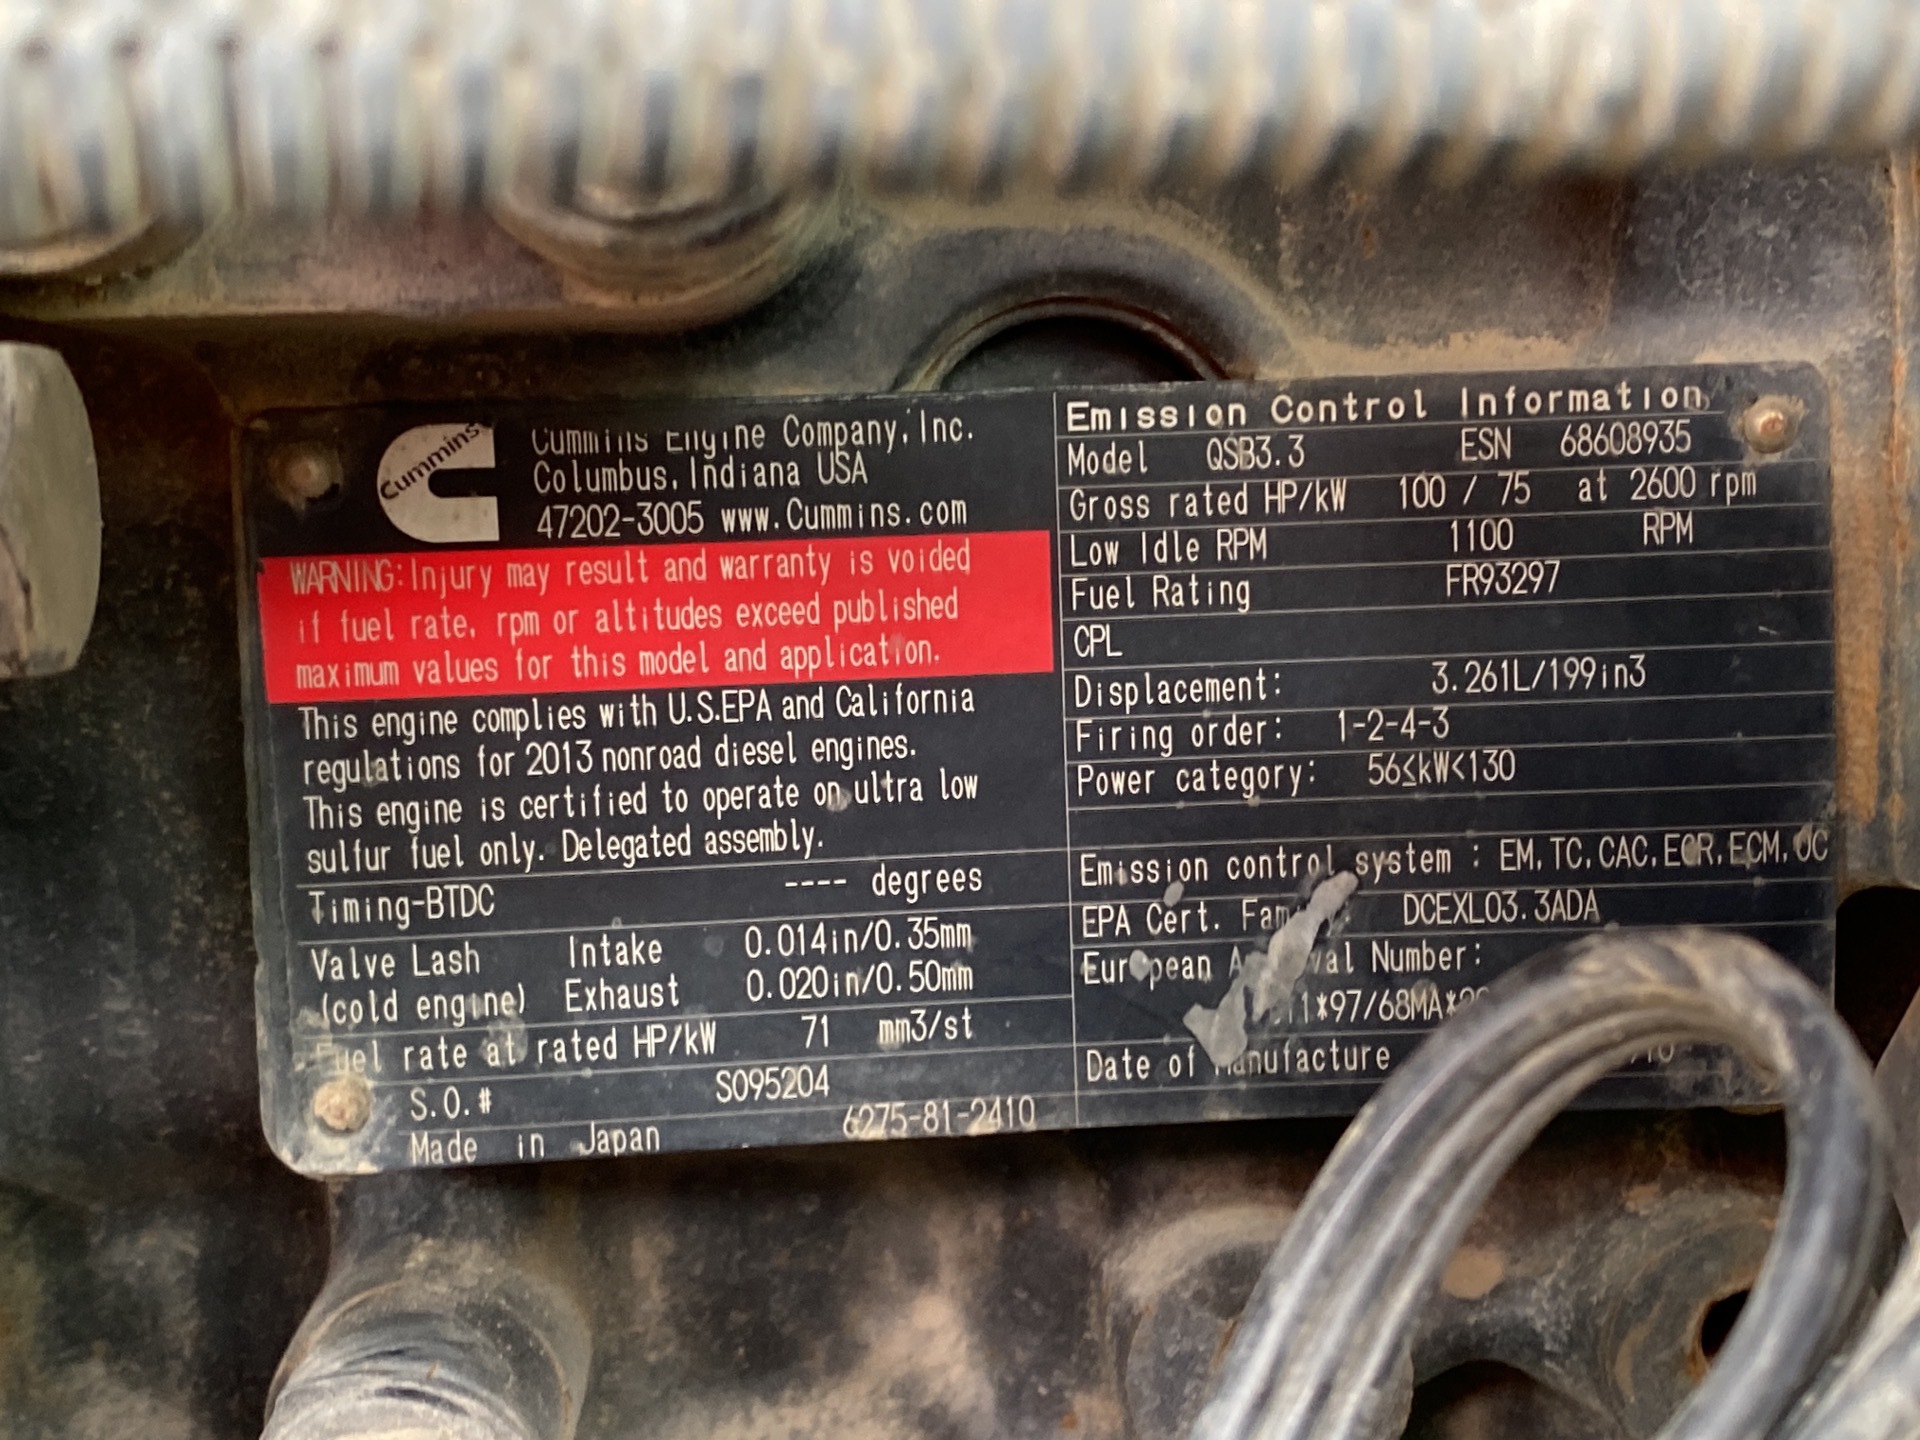 Cummins
Cummins Engine Company, Inc.
Columbus, Indiana USA
47202-3005 www.Cummins.com
WARNING: Injury may result and warranty is voided
if fuel rate, rpm or altitudes exceed published
maximum values for this model and application.
This engine complies with U.S.EPA and California
regulations for 2013 nonroad diesel engines.
This engine is certified to operate on ultra low
sulfur fuel only. Delegated assembly.
Timing-BTDC ---- degrees
Valve Lash Intake 0.014in/0.35mm
(cold engine) Exhaust 0.020in/0.50mm
Fuel rate at rated HP/kW 71 mm3/st
S.O.# SO95204
Made in Japan 6275-81-2410
Emission Control Information
Model QSB3.3 ESN 68608935
Gross rated HP/kW 100 / 75 at 2600 rpm
Low Idle RPM 1100 RPM
Fuel Rating FR93297
CPL
Displacement: 3.261L/199in3
Firing order: 1-2-4-3
Power category: 56≤kW<130
Emission control system : EM, TC, CAC, ECR, ECM, OC
EPA Cert. DCEXL03.3ADA
European Number:
Date of Manufacture